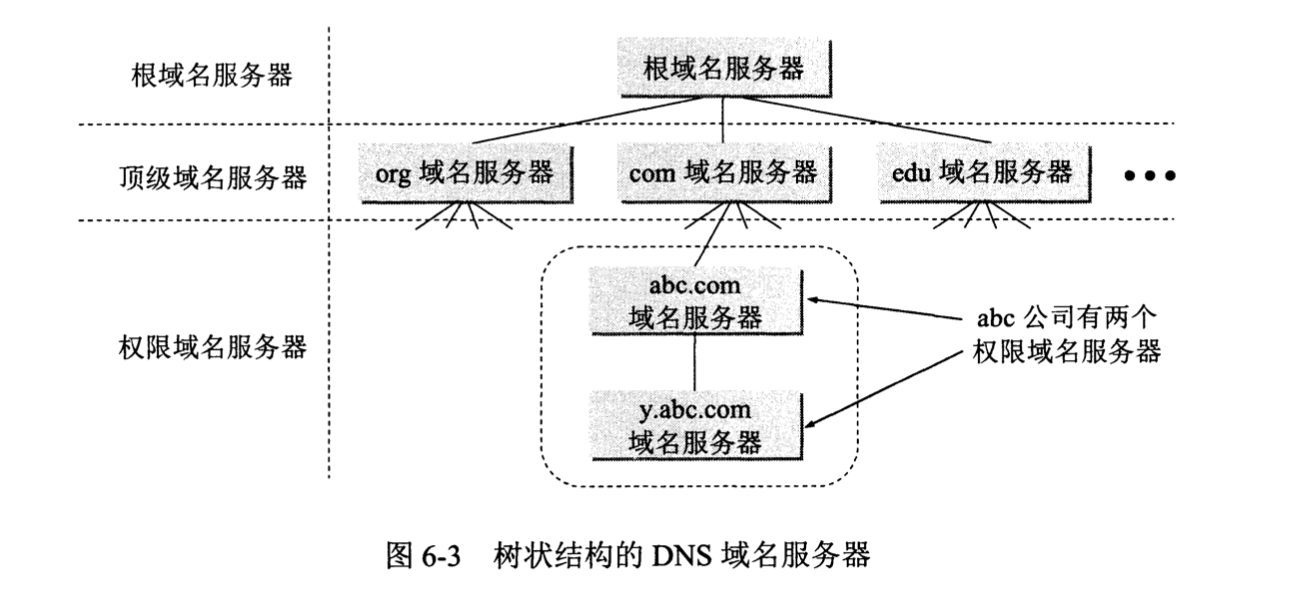 根域名服务器
根域名服务器
顶级域名服务器
org 域名服务器
com 域名服务器
edu 域名服务器
•••
权限域名服务器
abc.com
域名服务器
y.abc.com
域名服务器
abc 公司有两个
权限域名服务器
图 6-3 树状结构的 DNS 域名服务器